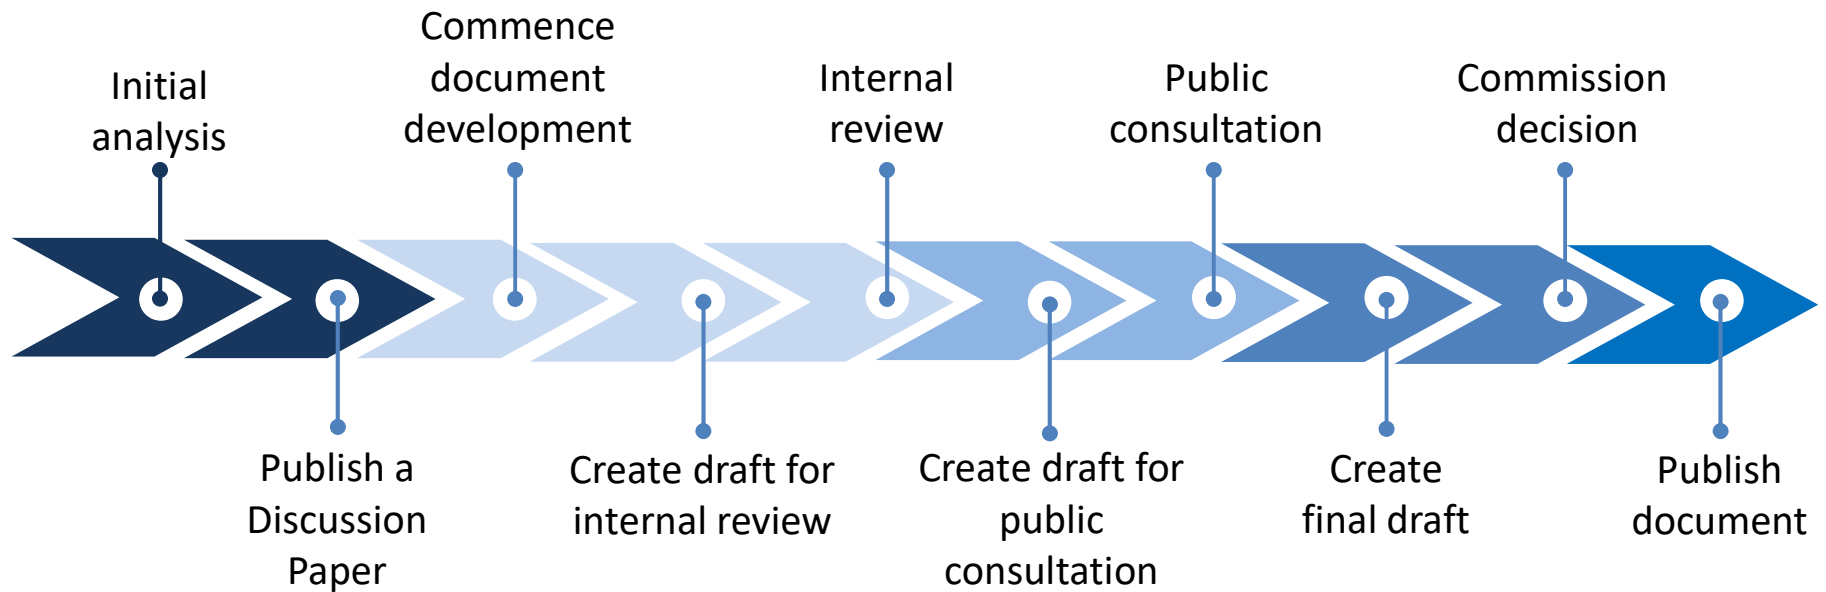 Initial
analysis
Publish a
Discussion
Paper
Commence
document
development
Create draft for
internal review
Internal
review
Create draft for
public
consultation
Public
consultation
Create
final draft
Commission
decision
Publish
document